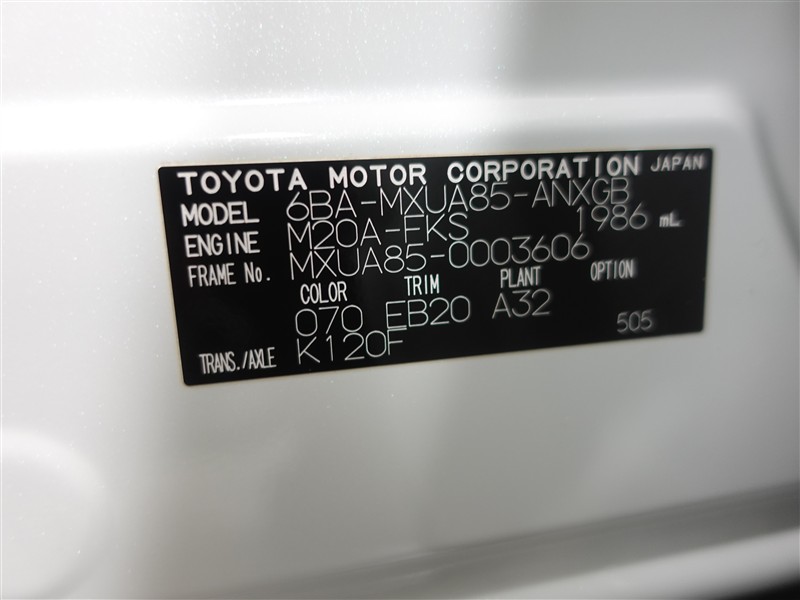 TOYOTA MOTOR CORPORATION JAPAN
MODEL 6BA-MXUA85-ANXGB
ENGINE M20A-FKS 1986 mL
FRAME No. MXUA85-0003606
COLOR TRIM PLANT OPTION
070 EB20 A32
TRANS./AXLE K120F 505